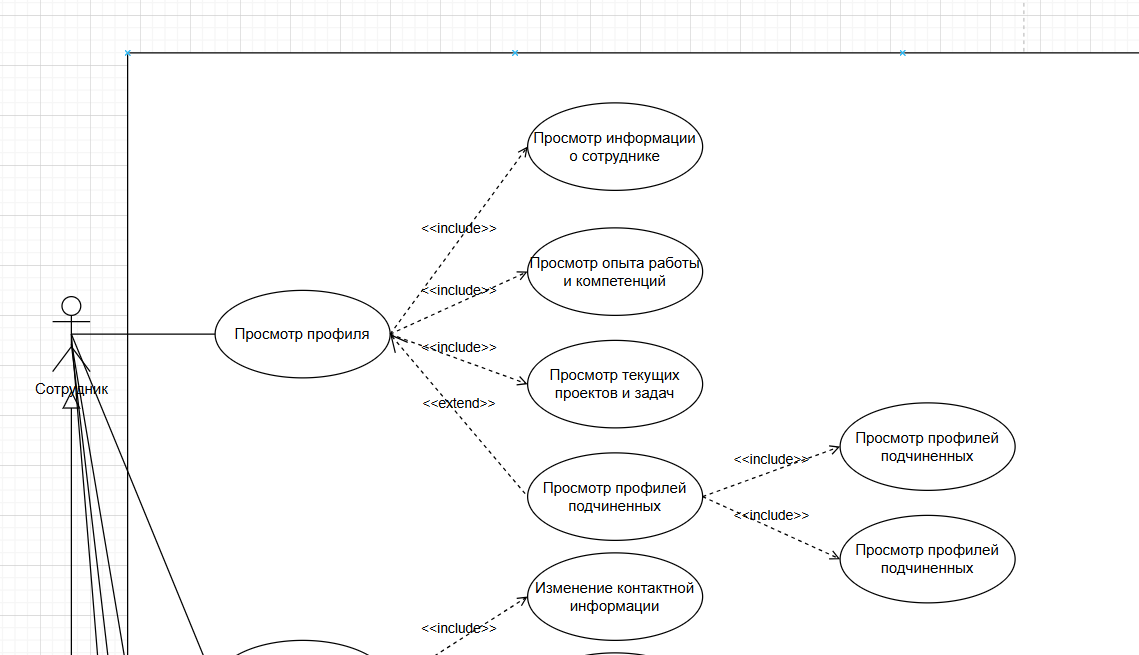 Просмотр информации
о сотруднике
<<include>>
Просмотр опыта работы
и компетенций
<<include>>
Просмотр профиля
<<include>>
Просмотр текущих
проектов и задач
Сотрудник
<<extend>>
Просмотр профилей
подчиненных
<<include>>
Просмотр профилей
подчиненных
<<include>>
Просмотр профилей
подчиненных
Изменение контактной
информации
<<include>>